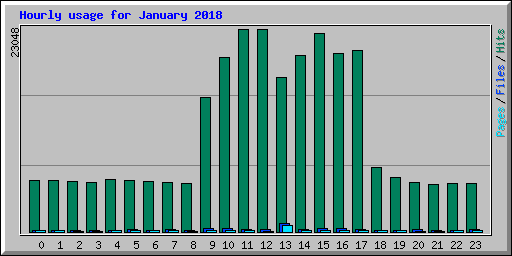 Hourly usage for January 2018
23048
Pages/Files/Hits
0 1 2 3 4 5 6 7 8 9 10 11 12 13 14 15 16 17 18 19 20 21 22 23